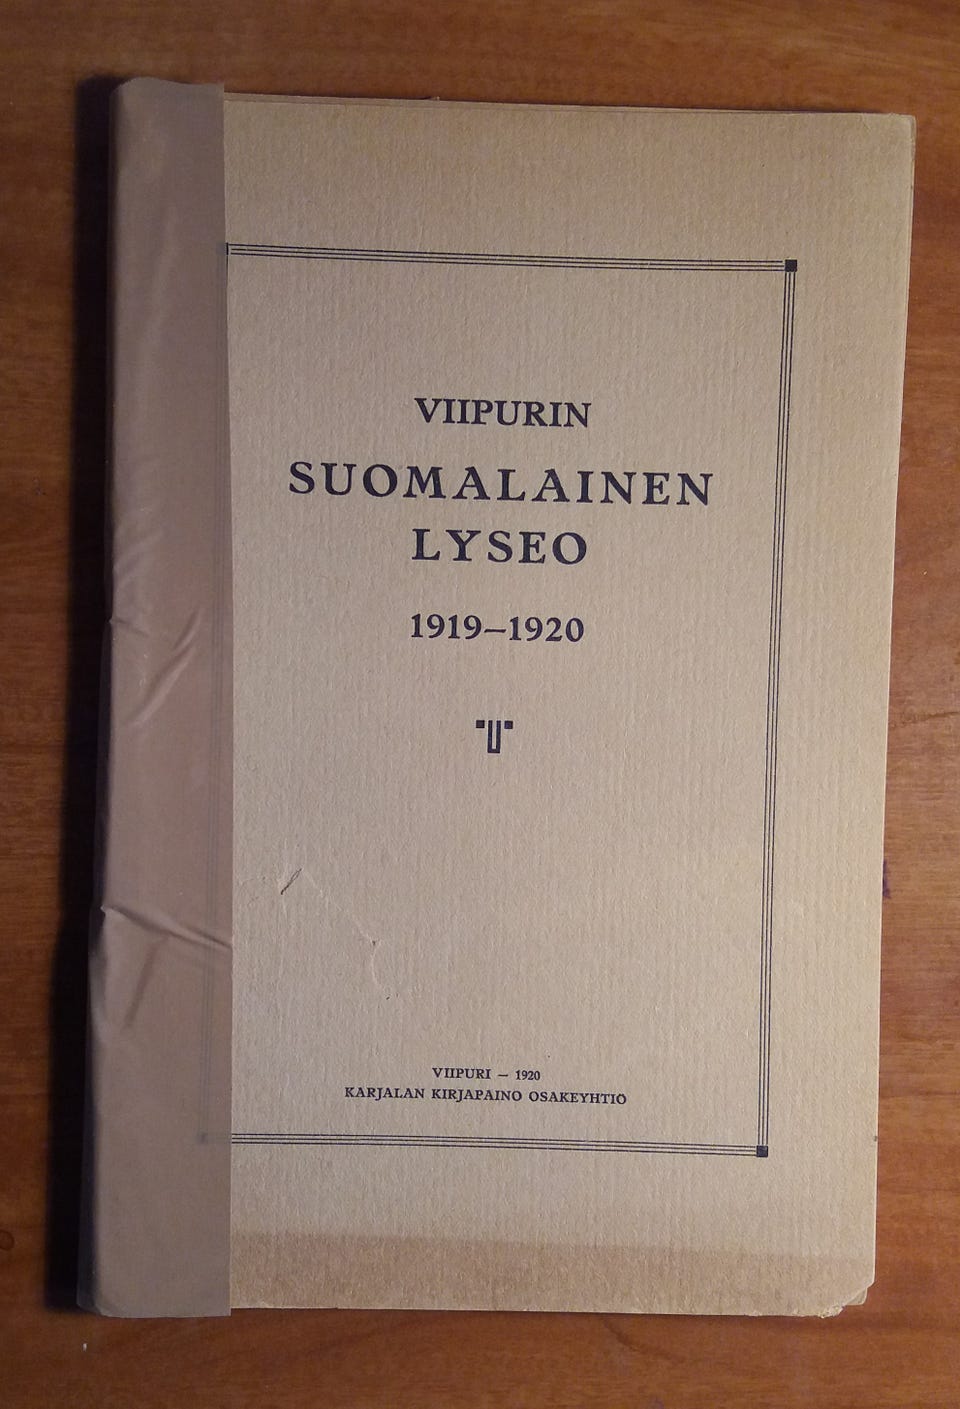 VIIPURIN
SUOMALAINEN
LYSEO
1919–1920
VIIPURI — 1920
KARJALAN KIRJAPAINO OSAKEYHTIÖ